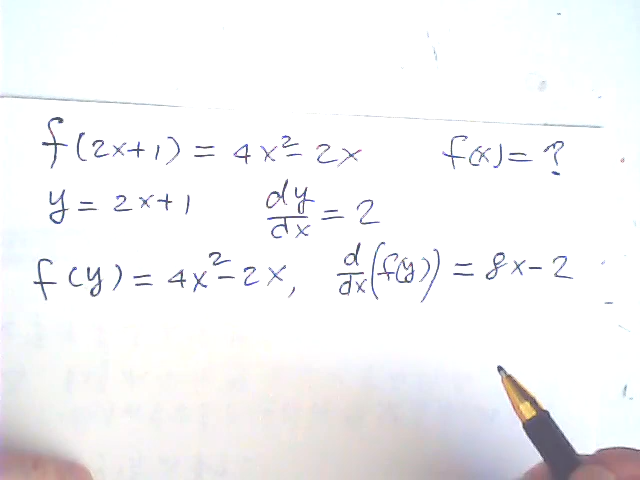 f(2x+1) = 4x² - 2x f(x) = ?
y = 2x+1 dy/dx = 2
f(y) = 4x² - 2x, d/dx (f(y)) = 8x - 2